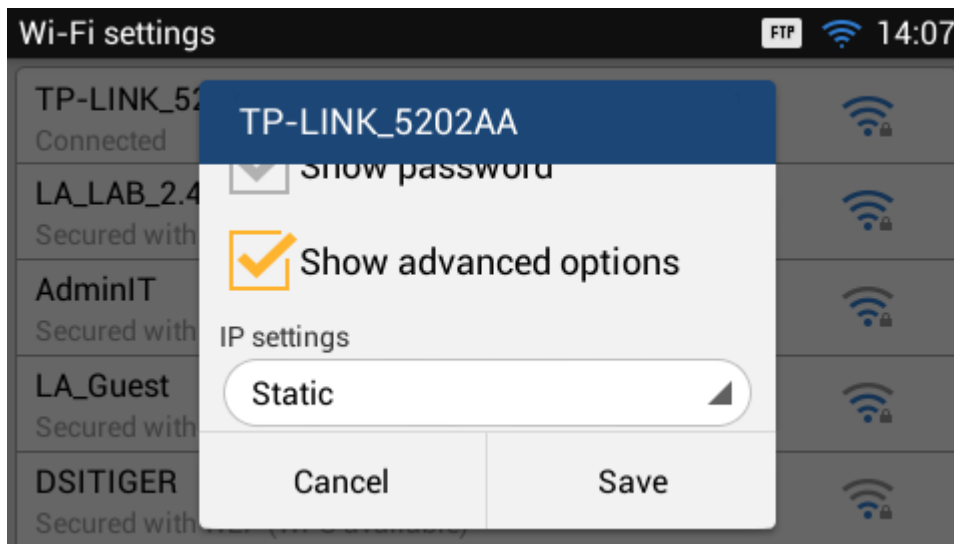 Wi-Fi settings FTP 14:07
TP-LINK_52
Connected
TP-LINK_5202AA
Show password
LA_LAB_2.4
Secured with
Show advanced options
AdminIT
Secured with
IP settings
LA_Guest
Secured with
Static
DSITIGER
Secured with
Cancel Save